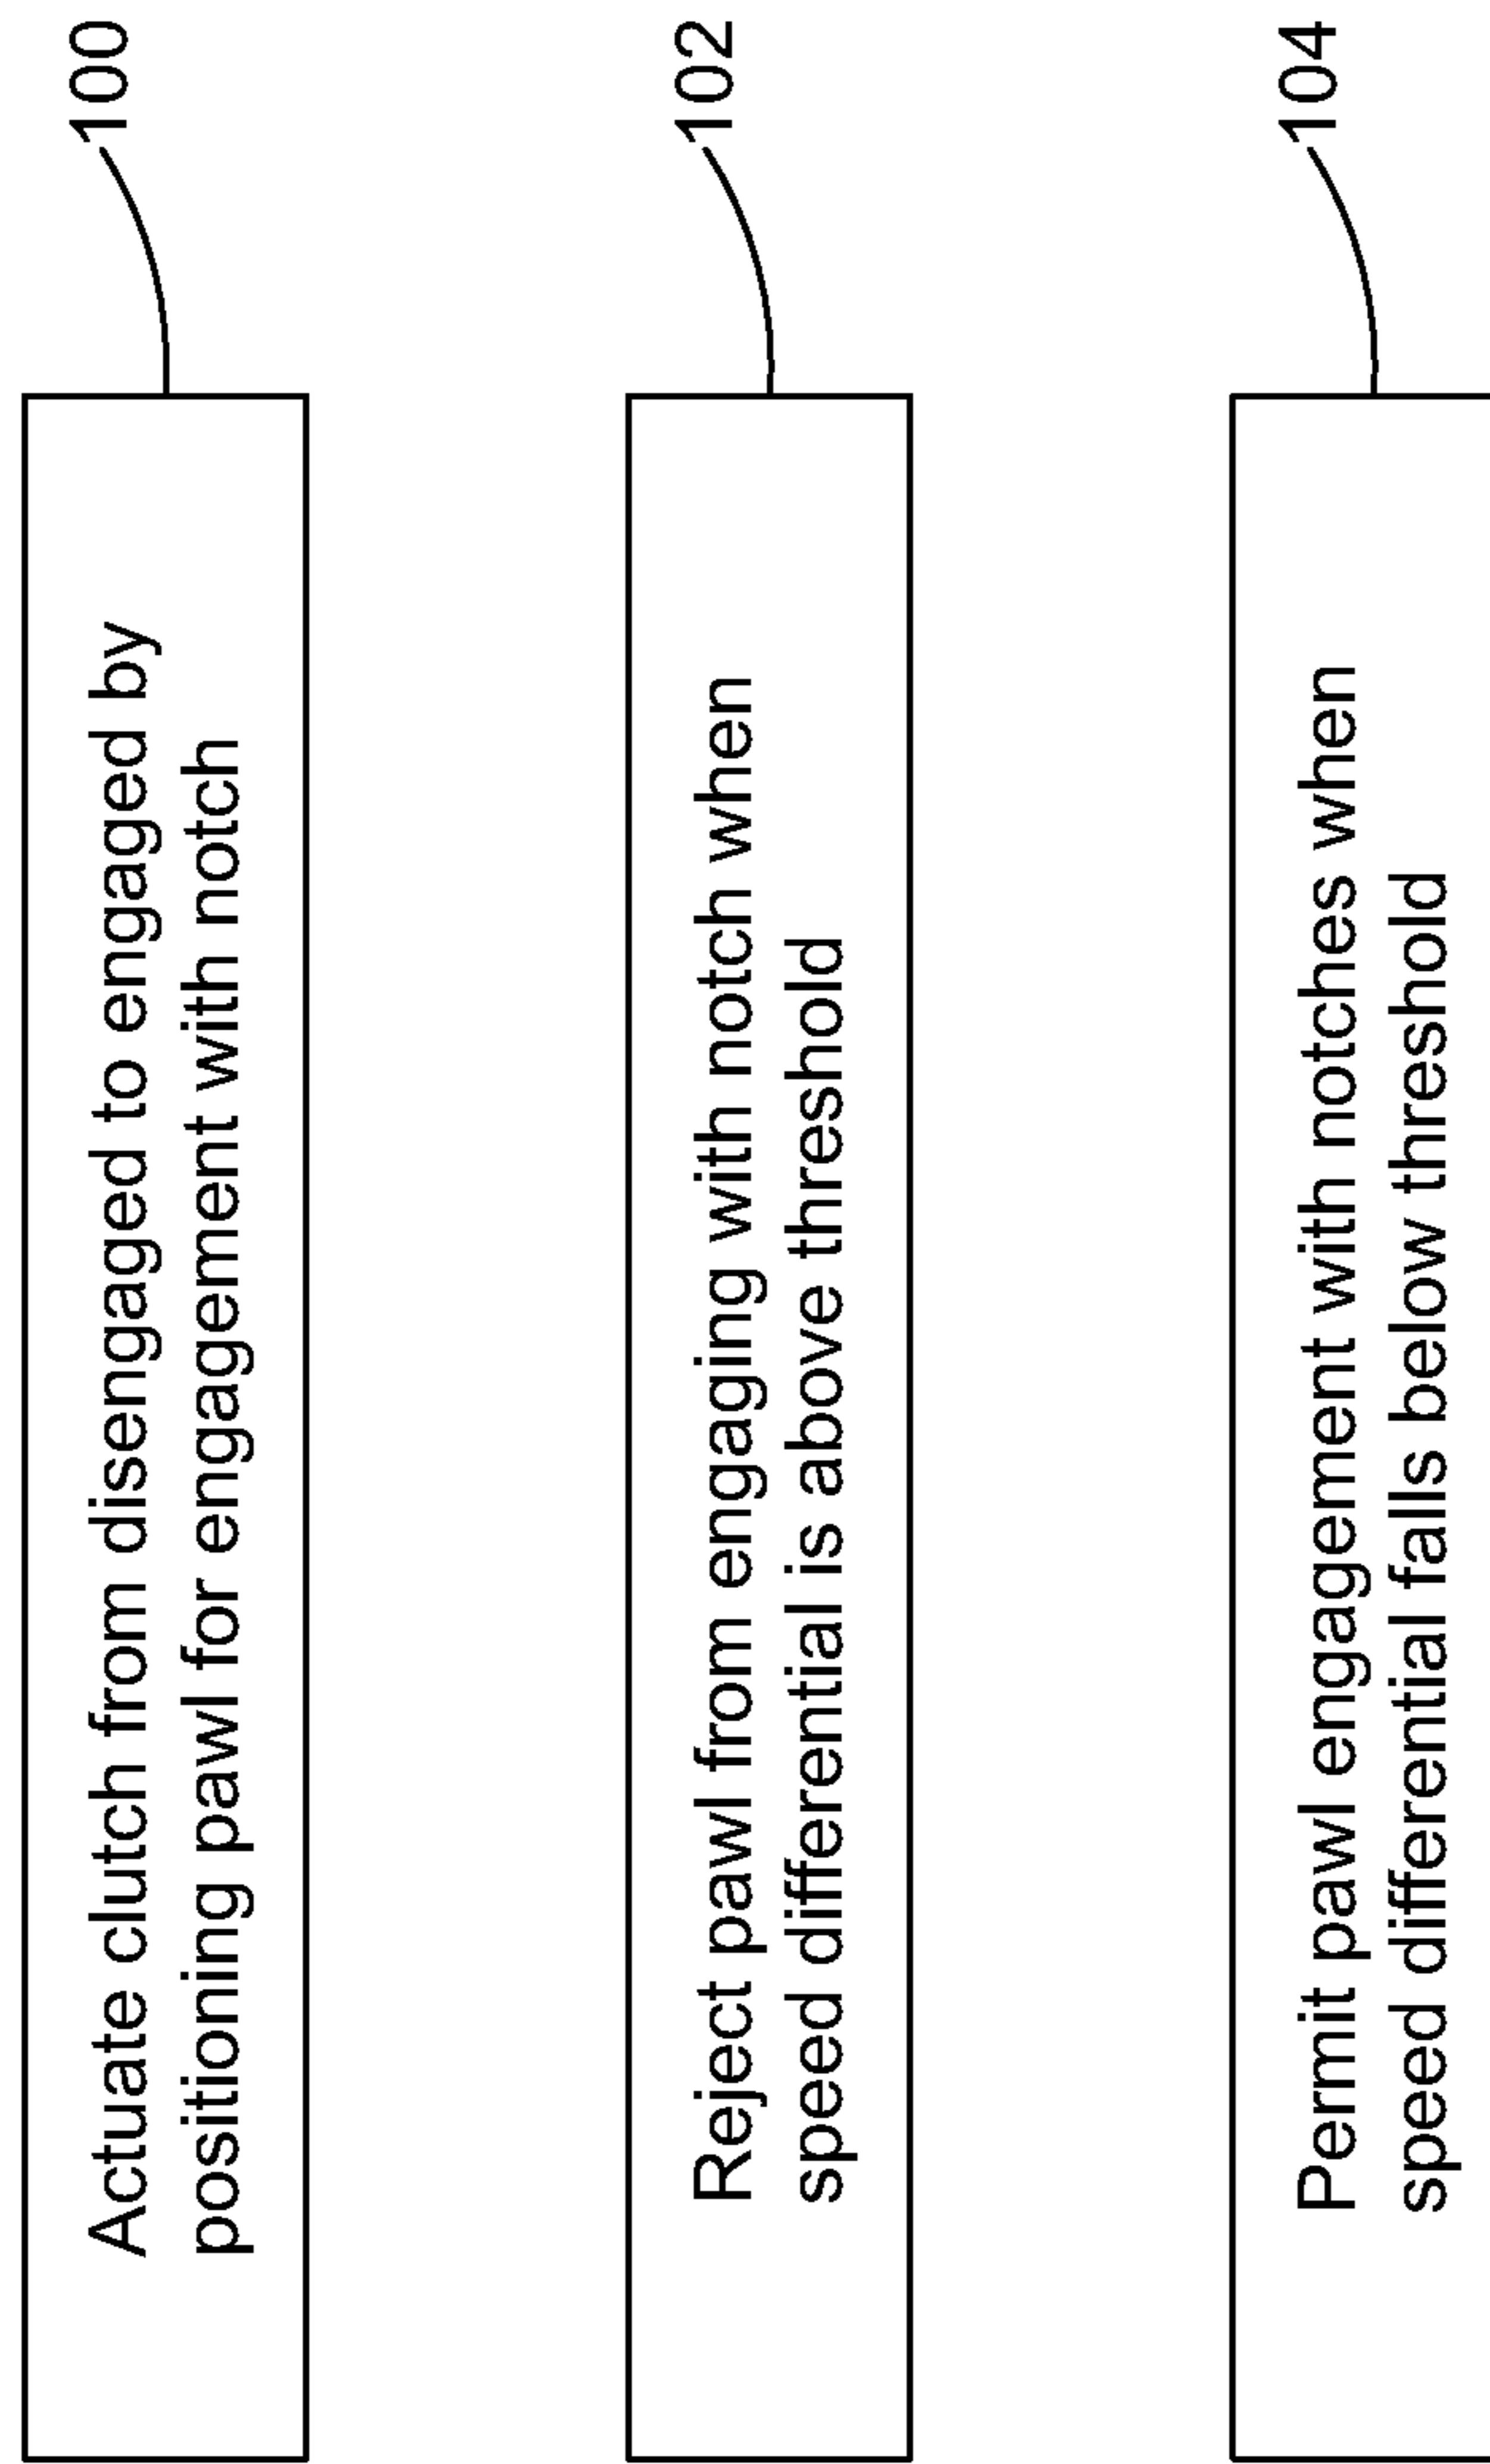 Actuate clutch from disengaged to engaged by
positioning pawl for engagement with notch
100
Reject pawl from engaging with notch when
speed differential is above threshold
102
Permit pawl engagement with notches when
speed differential falls below threshold
104